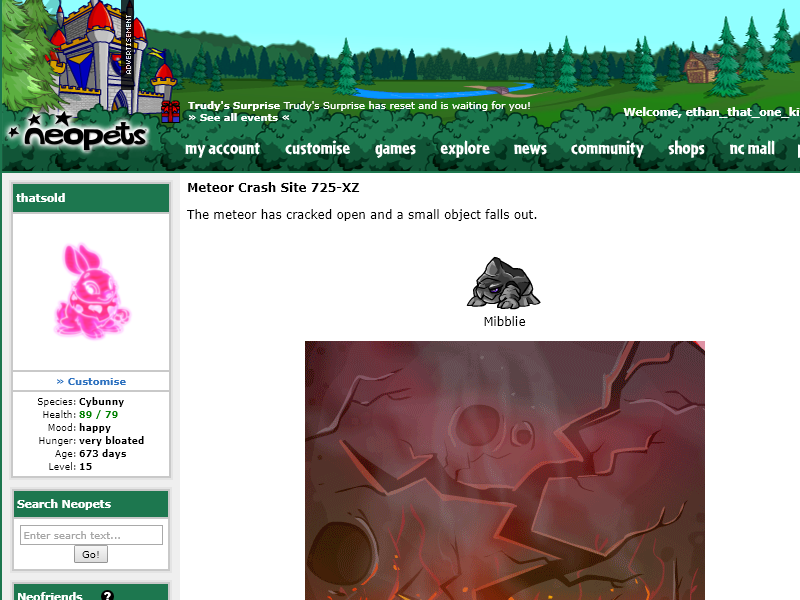 ADVERTISEMENT
Trudy's Surprise Trudy's Surprise has reset and is waiting for you!
» See all events «
Welcome, ethan_that_one_ki
neopets
my account customise games explore news community shops nc mall
thatsold
» Customise
Species: Cybunny
Health: 89 / 79
Mood: happy
Hunger: very bloated
Age: 673 days
Level: 15
Search Neopets
Enter search text...
Go!
Neofriends ?
Meteor Crash Site 725-XZ
The meteor has cracked open and a small object falls out.
Mibblie